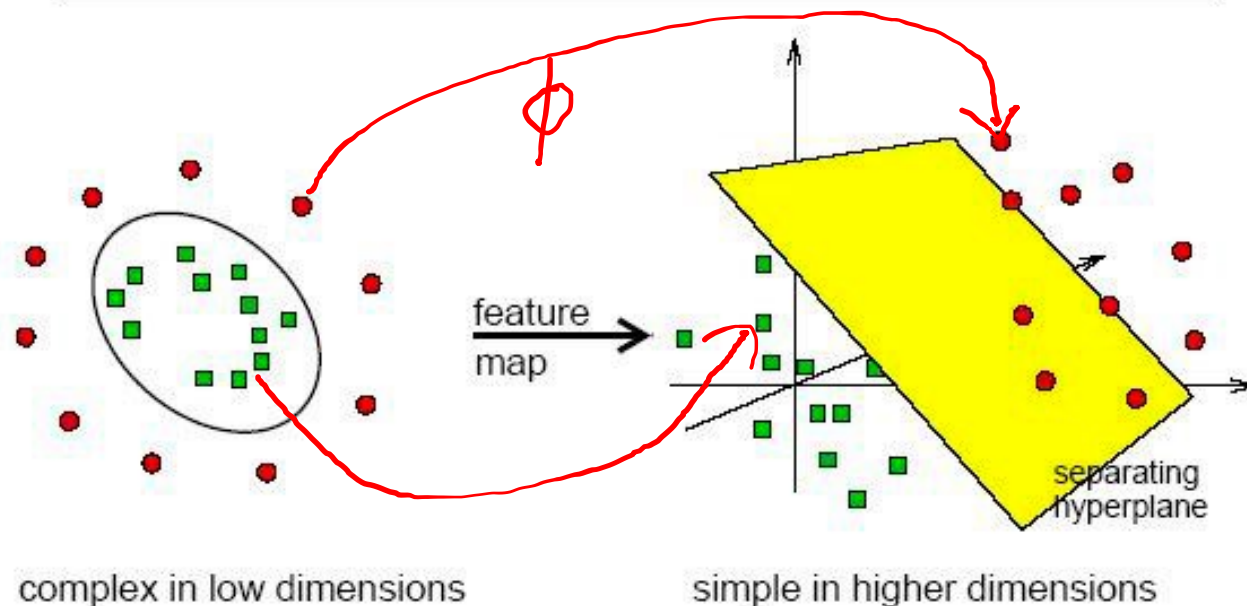 ϕ
feature
map
separating
hyperplane
complex in low dimensions
simple in higher dimensions